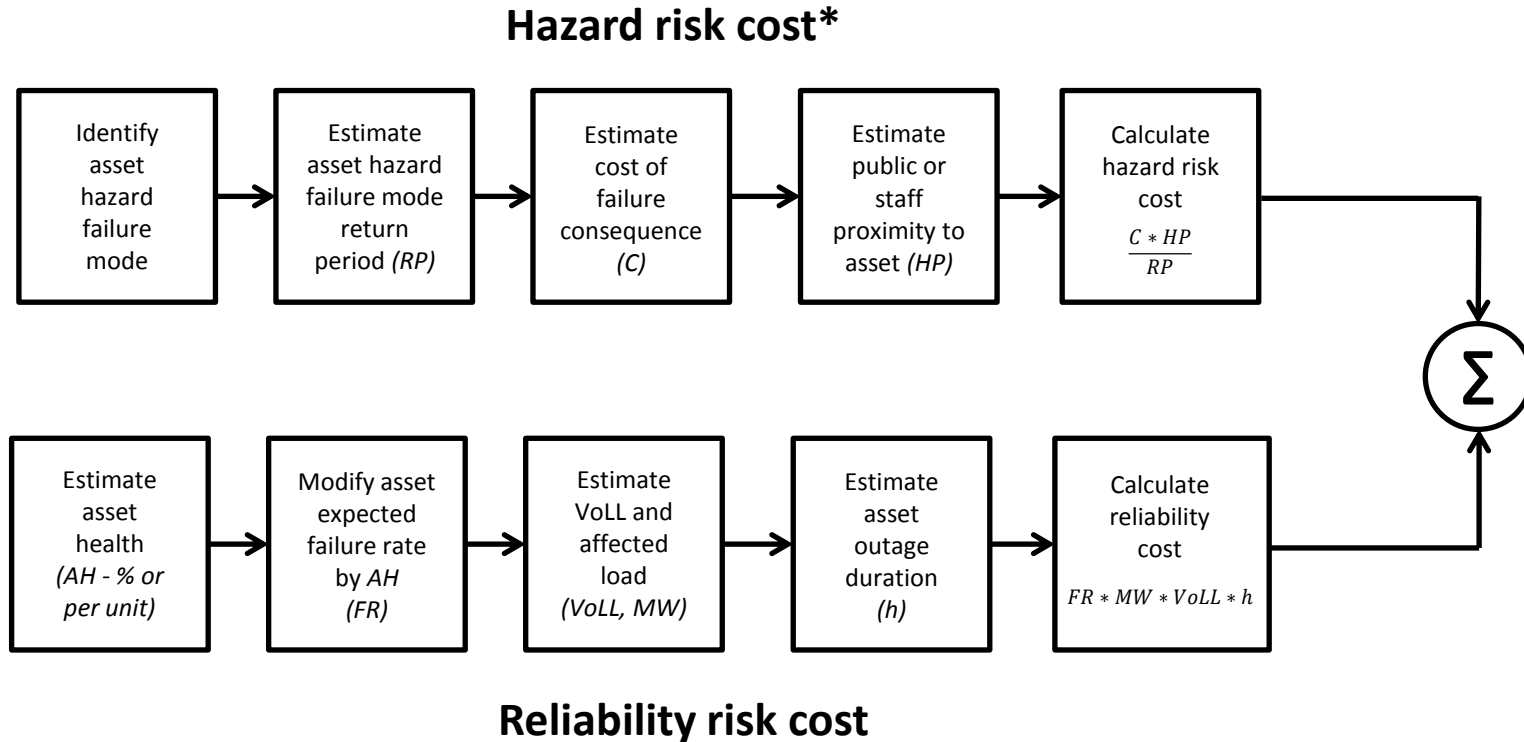 Hazard risk cost*
Identify
asset
hazard
failure
mode
Estimate
asset hazard
failure mode
return
period (RP)
Estimate
cost of
failure
consequence
(C)
Estimate
public or
staff
proximity to
asset (HP)
Calculate
hazard risk
cost
C * HP
RP
Σ
Estimate
asset
health
(AH - % or
per unit)
Modify asset
expected
failure rate
by AH
(FR)
Estimate
VoLL and
affected
load
(VoLL, MW)
Estimate
asset
outage
duration
(h)
Calculate
reliability
cost
FR * MW * VoLL * h
Reliability risk cost